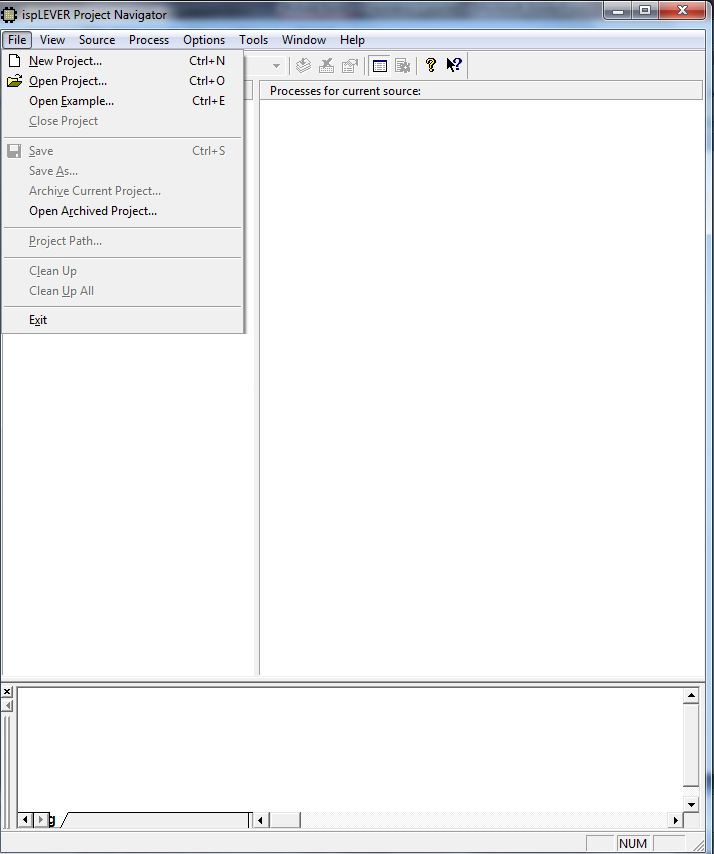 ispLEVER Project Navigator
File View Source Process Options Tools Window Help
New Project... Ctrl+N
Open Project... Ctrl+O
Open Example... Ctrl+E
Close Project
Save Ctrl+S
Save As...
Archive Current Project...
Open Archived Project...
Project Path...
Clean Up
Clean Up All
Exit
Processes for current source:
g
NUM